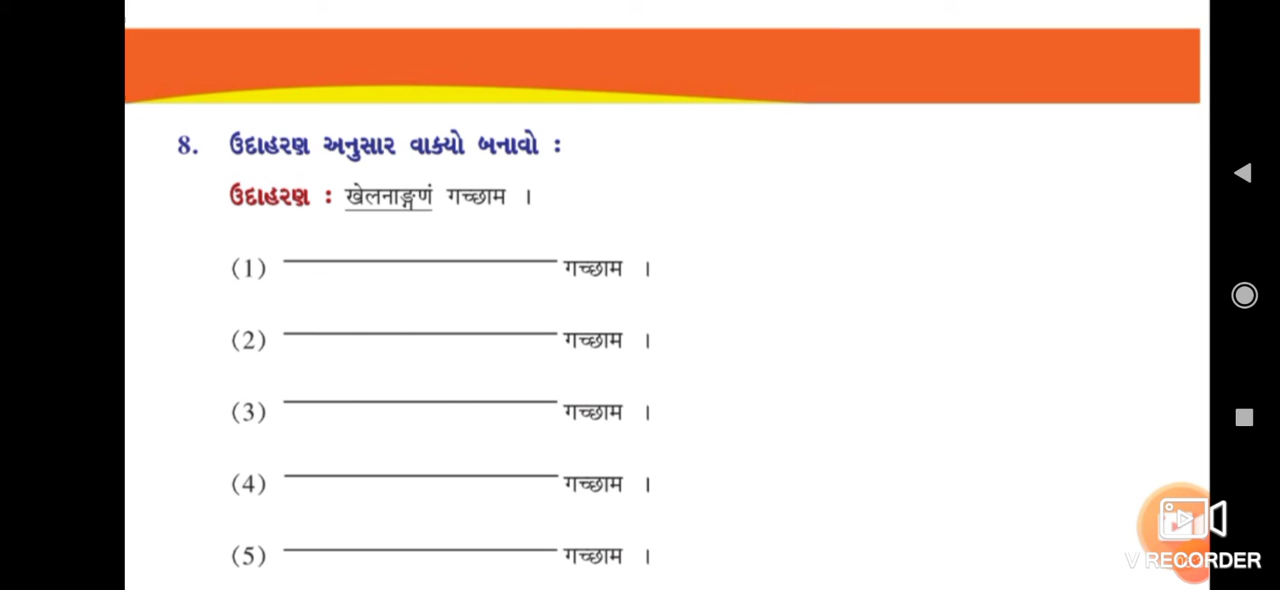 8. ઉદાહરણ અનુસાર વાક્યો બનાવો :
ઉદાહરણ : खेलनाङ्गणं गच्छाम ।
(1) गच्छाम ।
(2) गच्छाम ।
(3) गच्छाम ।
(4) गच्छाम ।
(5) गच्छाम ।
V RECORDER